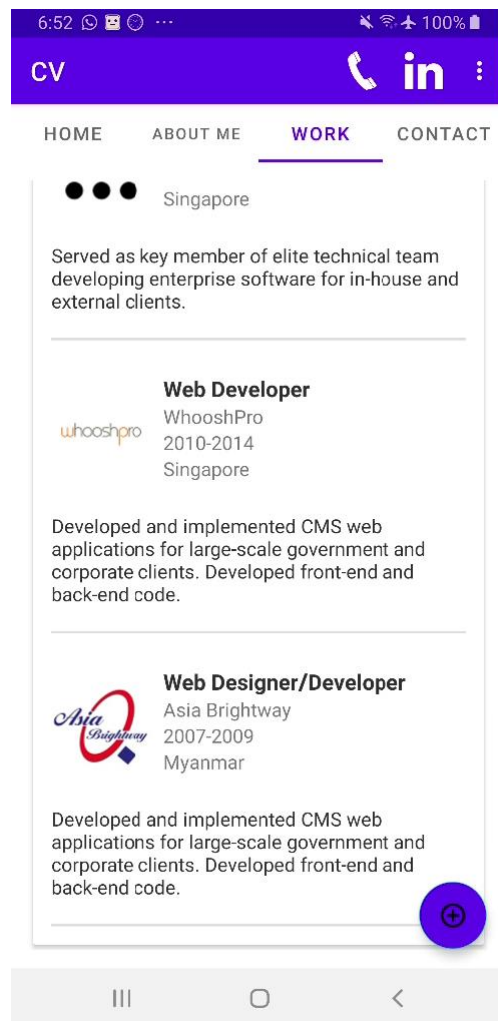 6:52 100%
CV in
HOME ABOUT ME WORK CONTACT
Singapore
Served as key member of elite technical team
developing enterprise software for in-house and
external clients.
whooshpro
Web Developer
WhooshPro
2010-2014
Singapore
Developed and implemented CMS web
applications for large-scale government and
corporate clients. Developed front-end and
back-end code.
Asia
Brightway
Web Designer/Developer
Asia Brightway
2007-2009
Myanmar
Developed and implemented CMS web
applications for large-scale government and
corporate clients. Developed front-end and
back-end code.